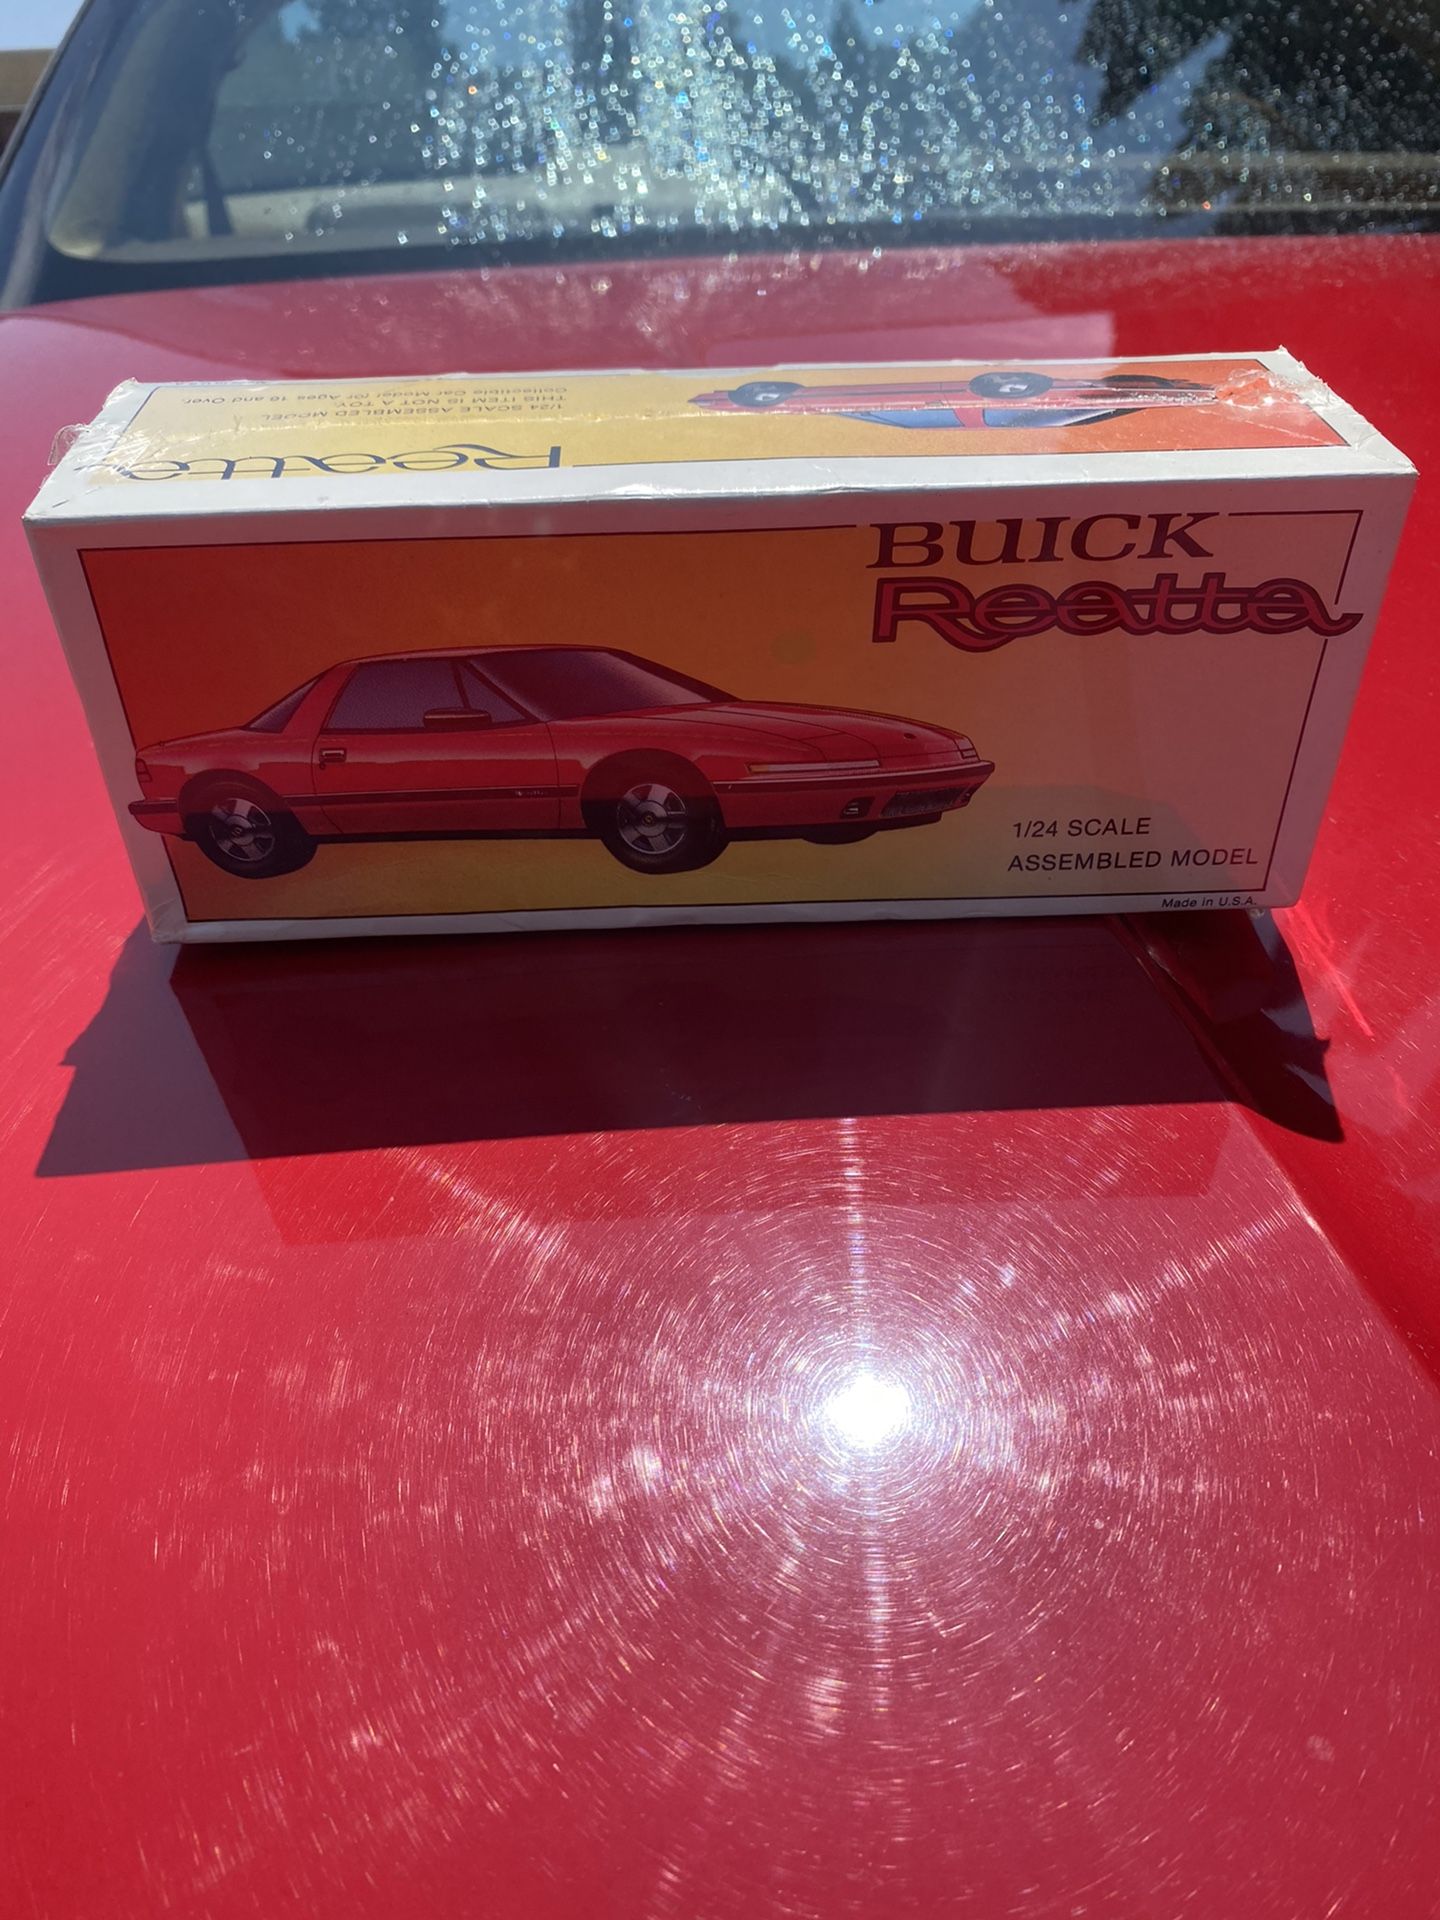 Reatta
1/24 SCALE ASSEMBLED MODEL
THIS ITEM IS NOT A TOY
Collectible Car Model for Ages 16 and Over.
BUICK
Reatta
1/24 SCALE
ASSEMBLED MODEL
Made in U.S.A.